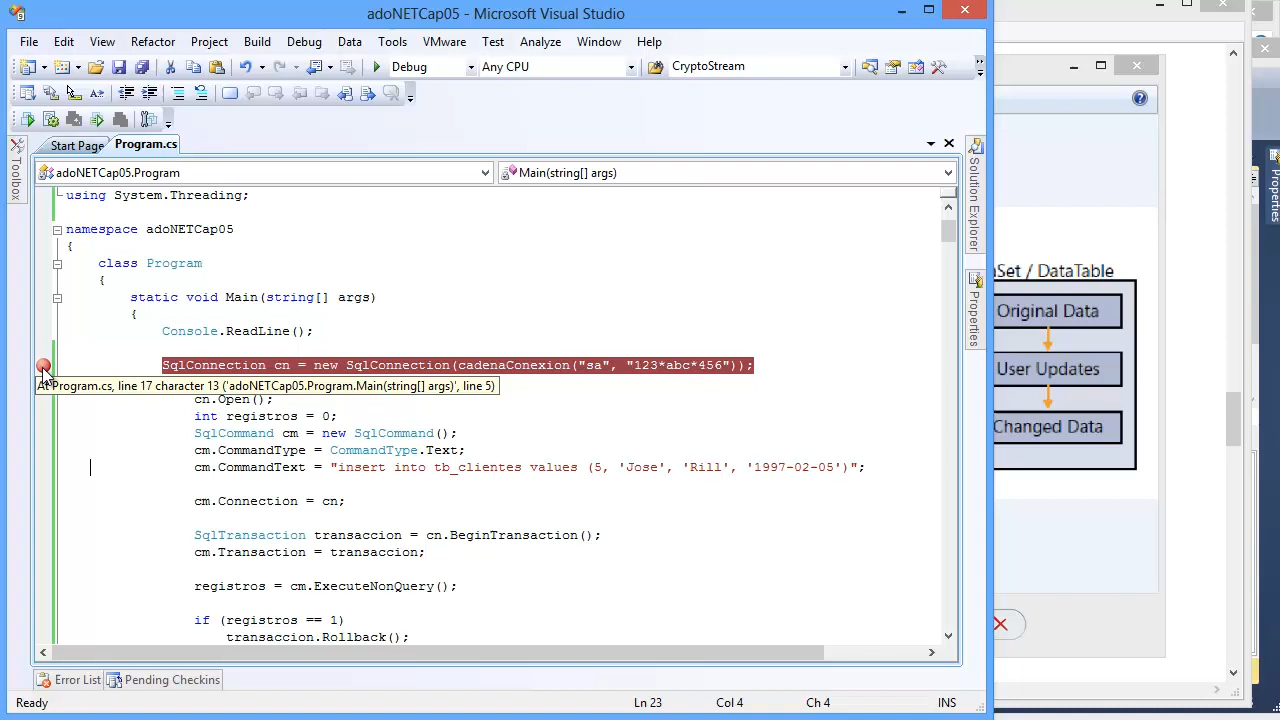 adoNETCap05 - Microsoft Visual Studio
File Edit View Refactor Project Build Debug Data Tools VMware Test Analyze Window Help
Debug Any CPU CryptoStream
Start Page Program.cs
adoNETCap05.Program Main(string[] args)
Toolbox
Solution Explorer
Properties
using System.Threading;
namespace adoNETCap05
{
class Program
{
static void Main(string[] args)
{
Console.ReadLine();
SqlConnection cn = new SqlConnection(cadenaConexion("sa", "123*abc*456"));
At Program.cs, line 17 character 13 ('adoNETCap05.Program.Main(string[] args)', line 5)
cn.Open();
int registros = 0;
SqlCommand cm = new SqlCommand();
cm.CommandType = CommandType.Text;
cm.CommandText = "insert into tb_clientes values (5, 'Jose', 'Rill', '1997-02-05')";
cm.Connection = cn;
SqlTransaction transaccion = cn.BeginTransaction();
cm.Transaction = transaccion;
registros = cm.ExecuteNonQuery();
if (registros == 1)
transaccin.Rollback();
Error List Pending Checkins
Ready Ln 23 Col 4 Ch 4 INS
Set / DataTable
Original Data
User Updates
Changed Data
Properties